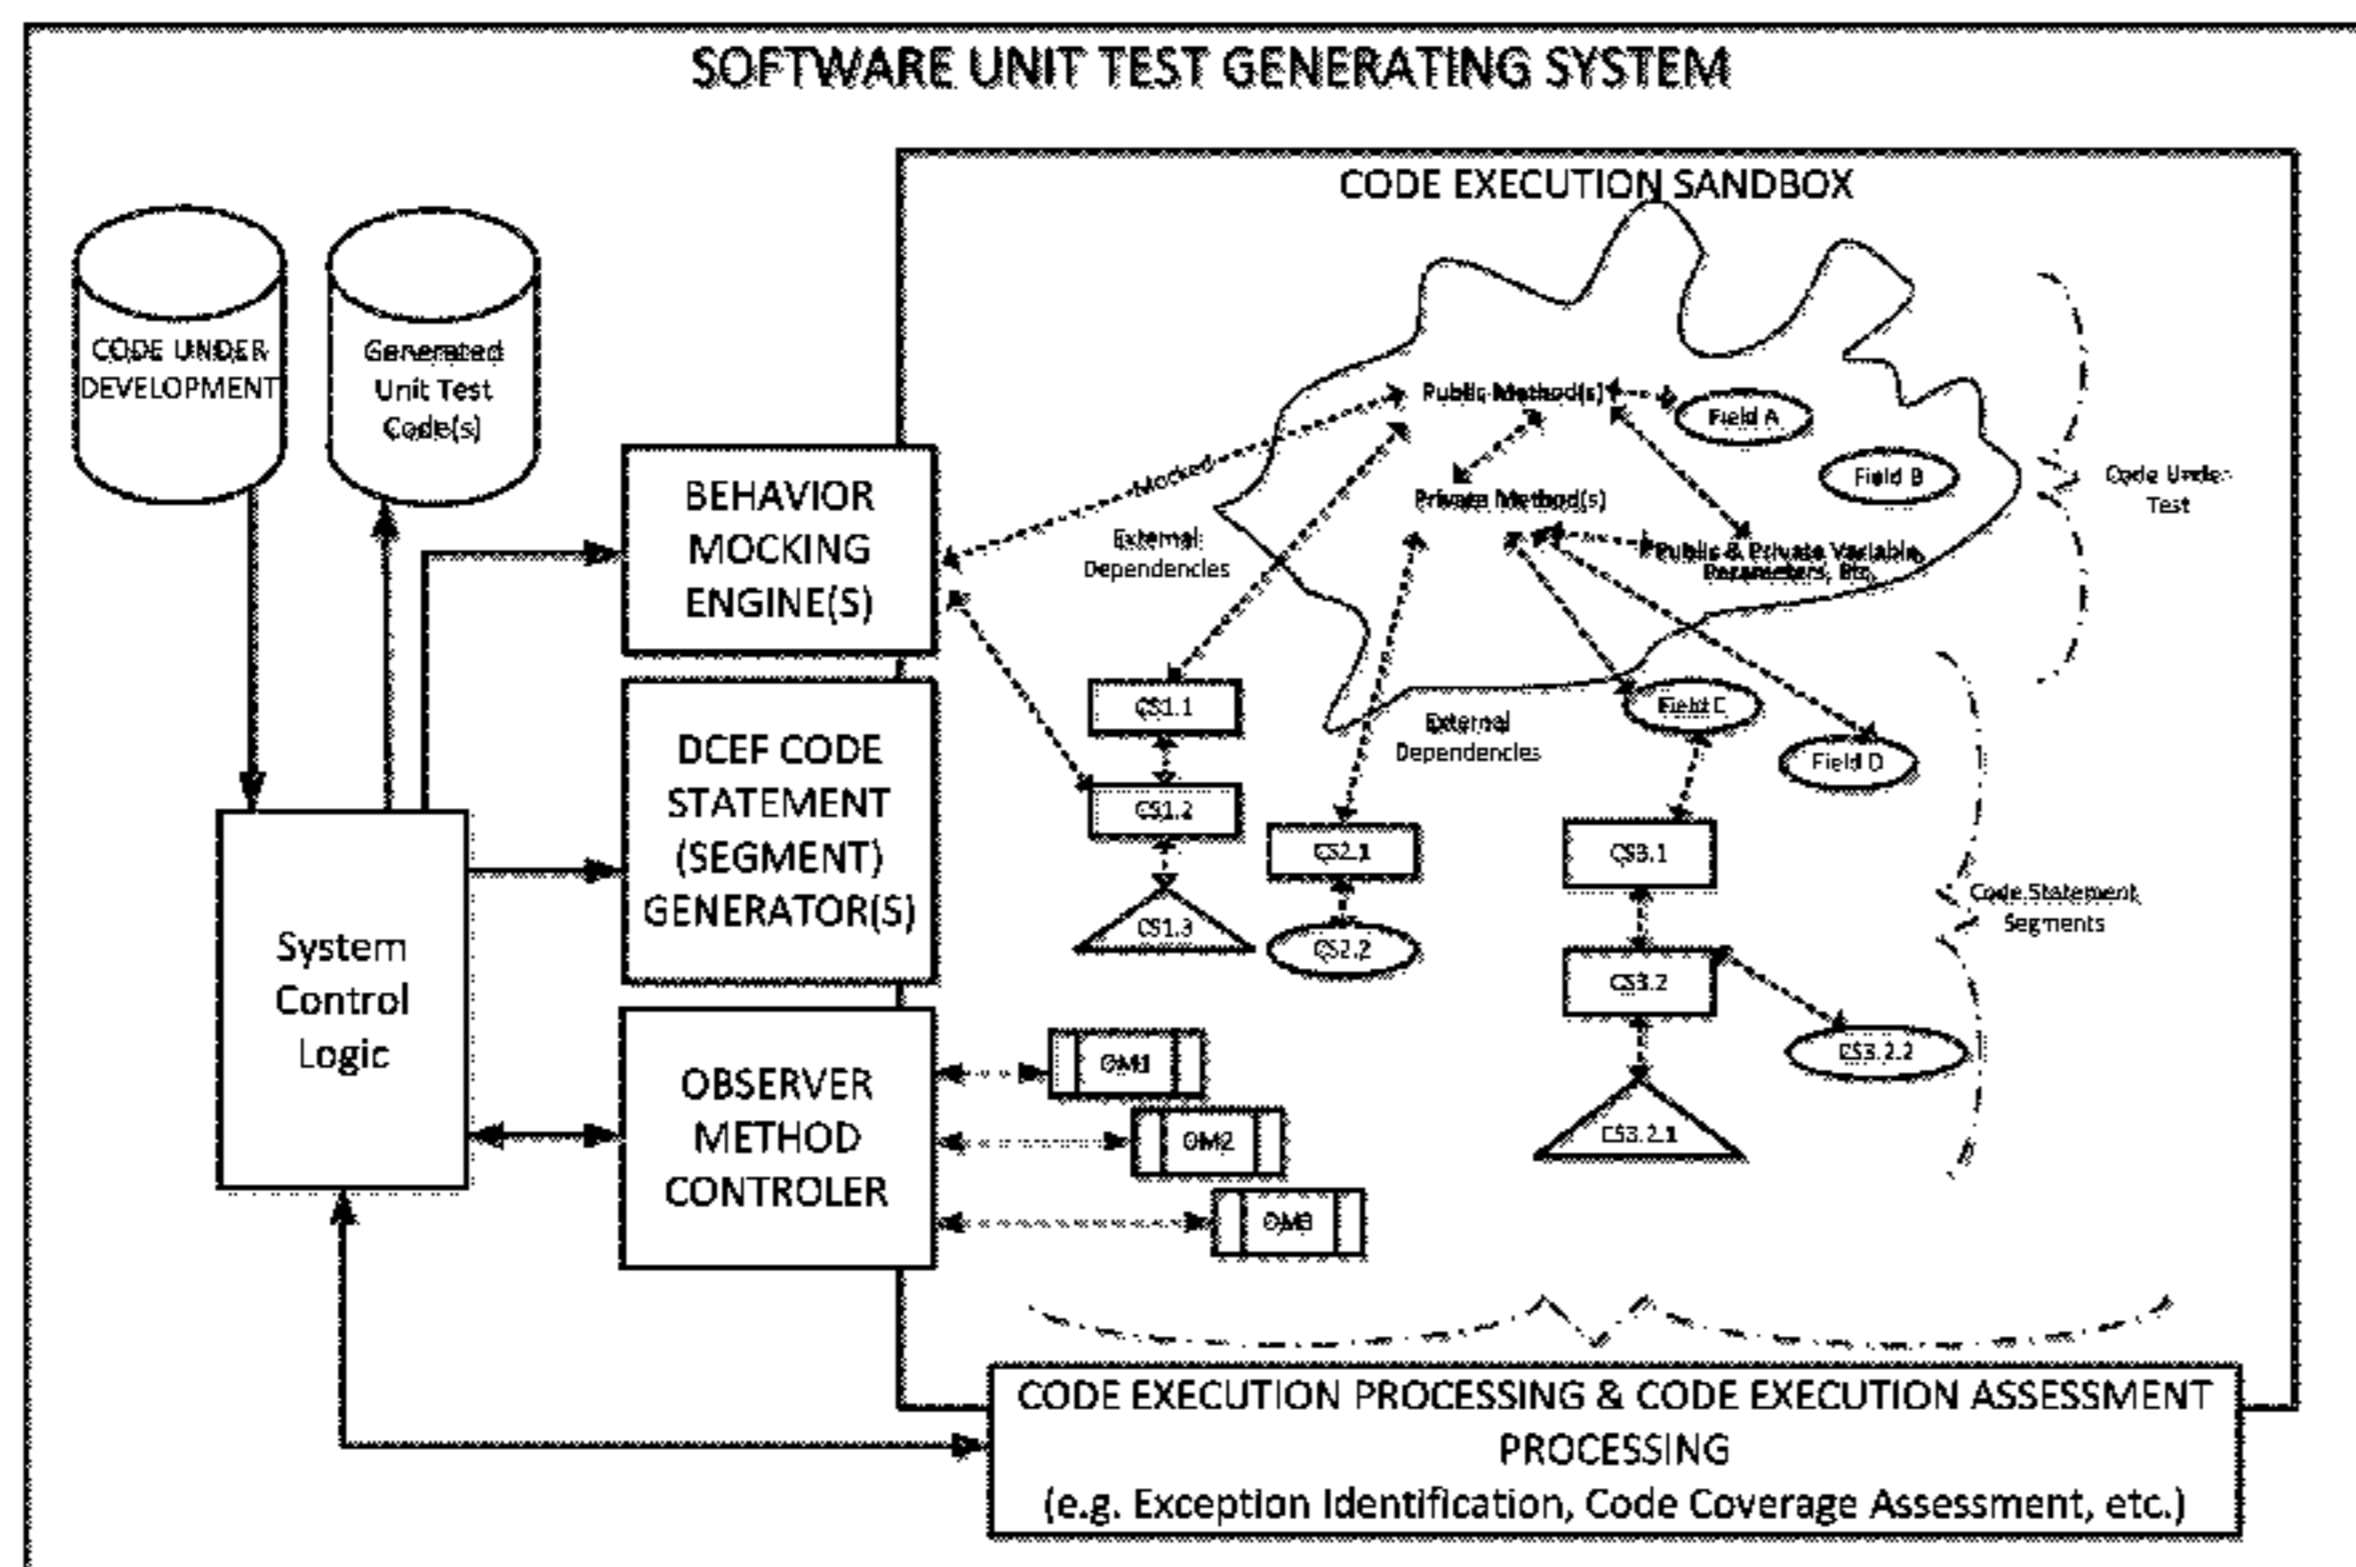 SOFTWARE UNIT TEST GENERATING SYSTEM
CODE EXECUTION SANDBOX
CODE UNDER
DEVELOPMENT
Generated
Unit Test
Code(s)
BEHAVIOR
MOCKING
ENGINE(S)
Mocked
External
Dependencies
Public Method(s)
Private Method(s)
Field A
Field B
Public & Private Variable,
Parameters, Etc.
Code Under
Test
DCEF CODE
STATEMENT
(SEGMENT)
GENERATOR(S)
CS1.1
CS1.2
CS1.3
External
Dependencies
CS2.1
CS2.2
Field C
Field D
CS3.1
CS3.2
CS3.2.2
CS3.2.1
Code Statement
Segments
System
Control
Logic
OBSERVER
METHOD
CONTROLER
OM1
OM2
OM3
CODE EXECUTION PROCESSING & CODE EXECUTION ASSESSMENT
PROCESSING
(e.g. Exception Identification, Code Coverage Assessment, etc.)